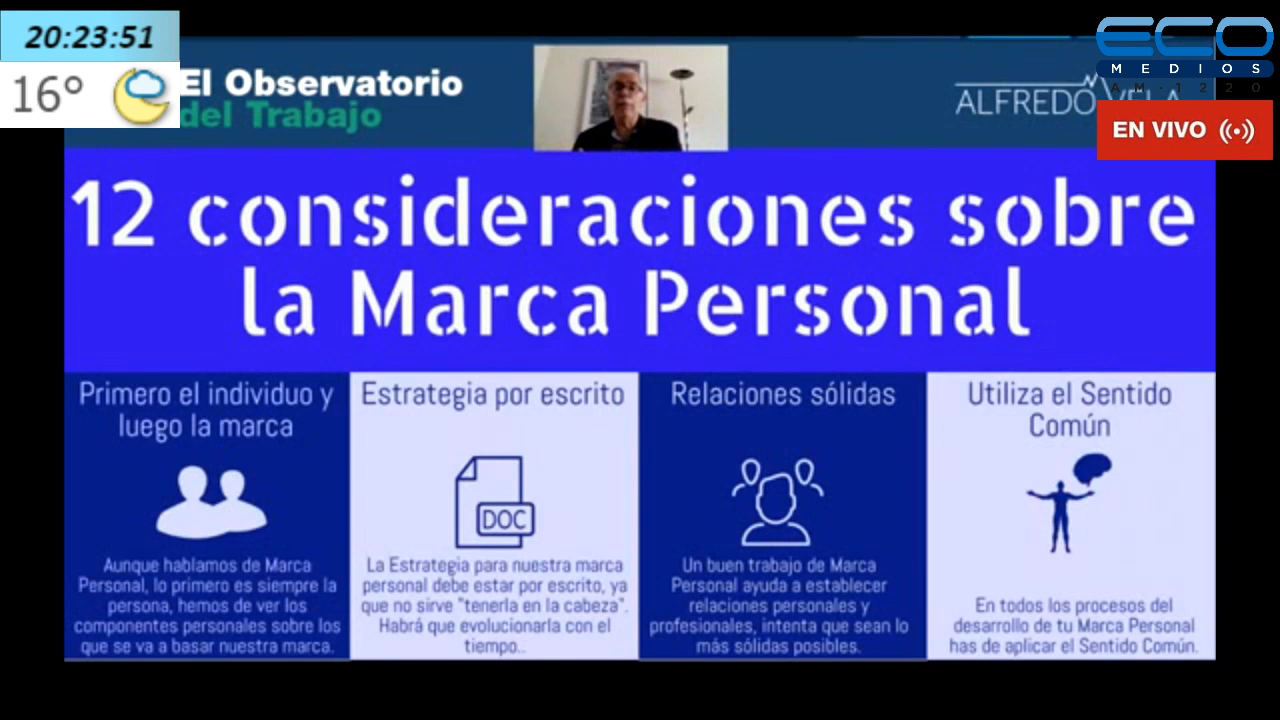 20:23:51
16°
El Observatorio
del Trabajo
ALFREDO VELA
ECO
MEDIOS
AM·1220
EN VIVO
12 consideraciones sobre
la Marca Personal
Primero el individuo y
luego la marca
Aunque hablamos de Marca
Personal, lo primero es siempre la
persona, hemos de ver los
componentes personales sobre los
que se va a basar nuestra marca.
Estrategia por escrito
DOC
La Estrategia para nuestra marca
personal debe estar por escrito, ya
que no sirve "tenerla en la cabeza".
Habrá que evolucionarla con el
tiempo..
Relaciones sólidas
Un buen trabajo de Marca
Personal ayuda a establecer
relaciones personales y
profesionales, intenta que sean lo
más sólidas posibles.
Utiliza el Sentido
Común
En todos los procesos del
desarrollo de tu Marca Personal
has de aplicar el Sentido Común.